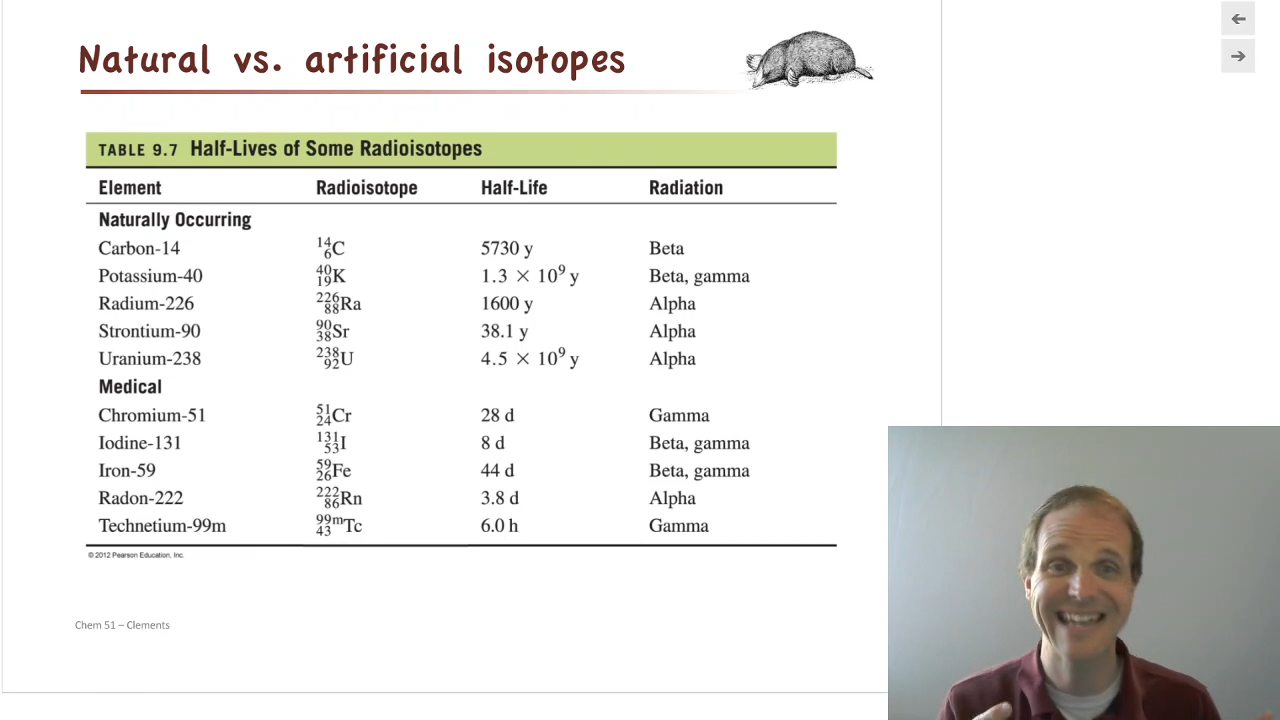 Natural vs. artificial isotopes
TABLE 9.7 Half-Lives of Some Radioisotopes
Element Radioisotope Half-Life Radiation
Naturally Occurring
Carbon-14 ¹⁴₆C 5730 y Beta
Potassium-40 ⁴⁰₁₉K 1.3 × 10⁹ y Beta, gamma
Radium-226 ²²⁶₈₈Ra 1600 y Alpha
Strontium-90 ⁹⁰₃₈Sr 38.1 y Alpha
Uranium-238 ²³⁸₉₂U 4.5 × 10⁹ y Alpha
Medical
Chromium-51 ⁵¹₂₄Cr 28 d Gamma
Iodine-131 ¹³¹₅₃I 8 d Beta, gamma
Iron-59 ⁵⁹₂₆Fe 44 d Beta, gamma
Radon-222 ²²²₈₆Rn 3.8 d Alpha
Technetium-99m ⁹⁹ᵐ₄₃Tc 6.0 h Gamma
© 2012 Pearson Education, Inc.
Chem 51 – Clements